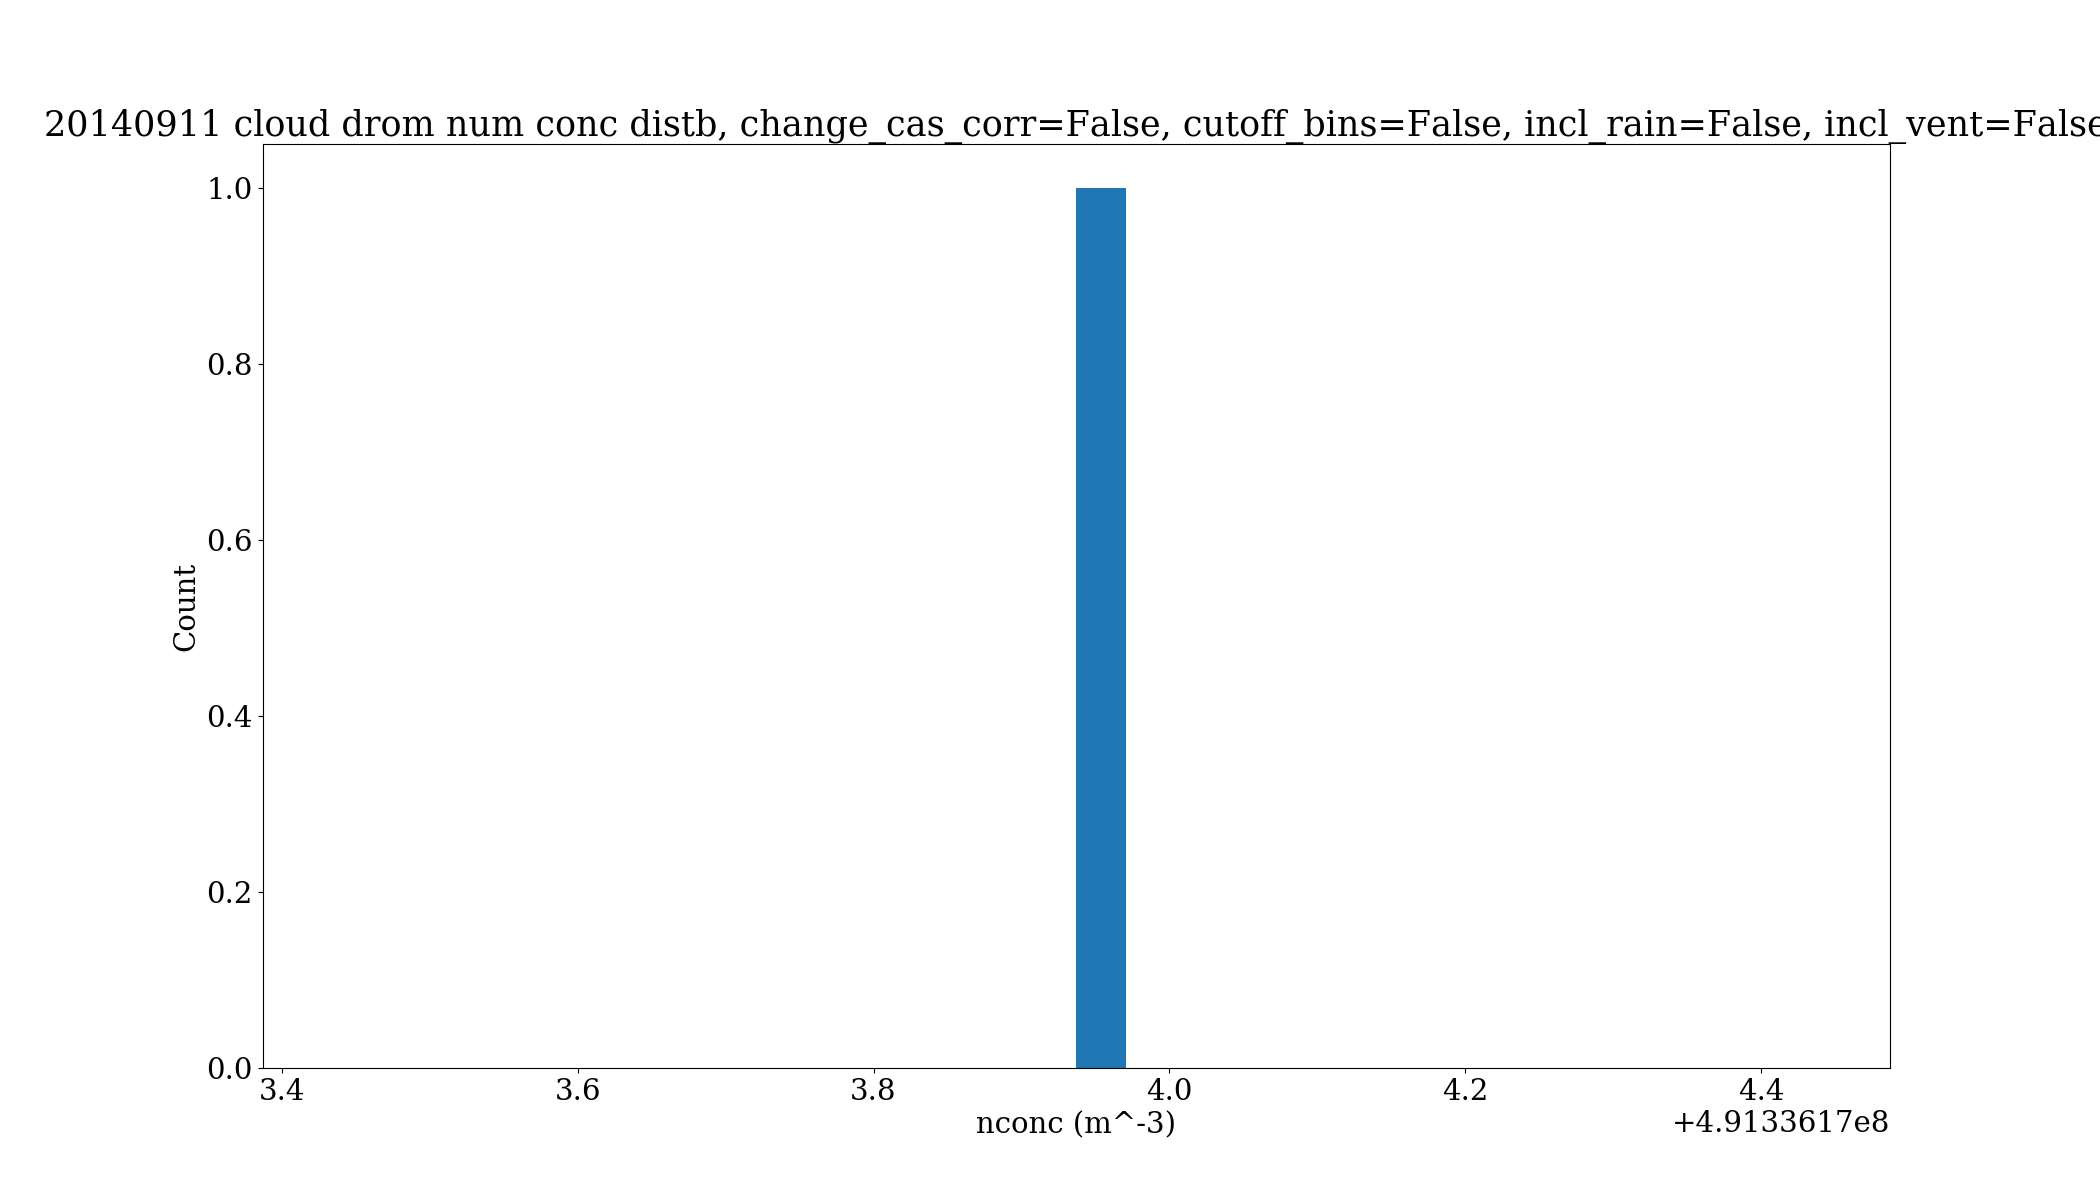 20140911 cloud drom num conc distb, change_cas_corr=False, cutoff_bins=False, incl_rain=False, incl_vent=False
1.0
0.8
0.6
0.4
0.2
0.0
Count
3.4 3.6 3.8 4.0 4.2 4.4
nconc (m^-3)
+4.9133617e8